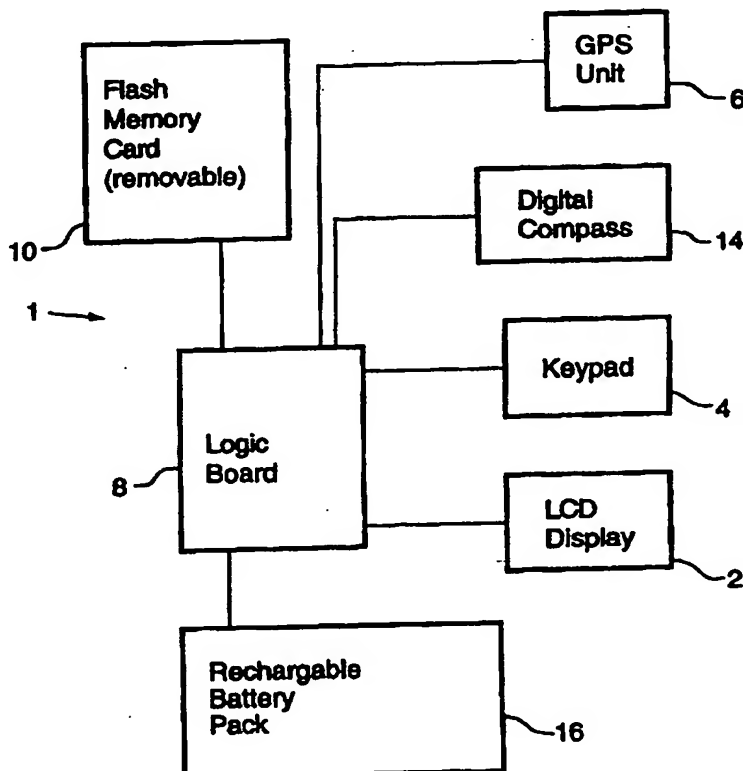 GPS
Unit
6
Flash
Memory
Card
(removable)
10
Digital
Compass
14
1
Keypad
4
Logic
Board
8
LCD
Display
2
Rechargable
Battery
Pack
16